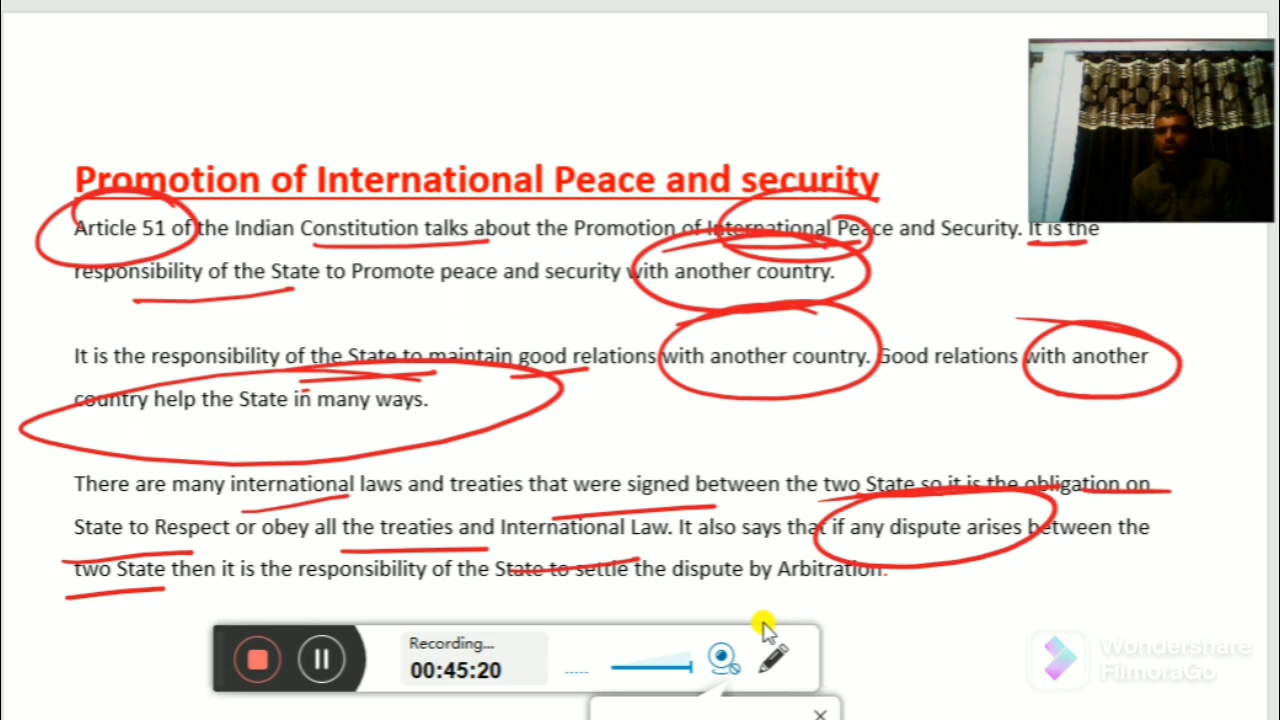 Promotion of International Peace and security
Article 51 of the Indian Constitution talks about the Promotion of International Peace and Security. It is the
responsibility of the State to Promote peace and security with another country.
It is the responsibility of the State to maintain good relations with another country. Good relations with another
country help the State in many ways.
There are many international laws and treaties that were signed between the two State so it is the obligation on
State to Respect or obey all the treaties and International Law. It also says that if any dispute arises between the
two State then it is the responsibility of the State to settle the dispute by Arbitration.
Recording...
00:45:20
Wondershare
FilmoraGo